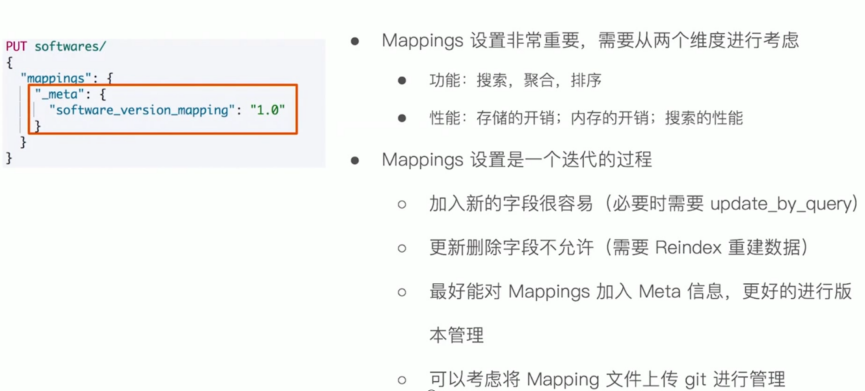 PUT softwares/
{
"mappings": {
"_meta": {
"software_version_mapping": "1.0"
}
}
}
● Mappings 设置非常重要，需要从两个维度进行考虑
● 功能：搜索，聚合，排序
● 性能：存储的开销；内存的开销；搜索的性能
● Mappings 设置是一个迭代的过程
○ 加入新的字段很容易（必要时需要 update_by_query）
○ 更新删除字段不允许（需要 Reindex 重建数据）
○ 最好能对 Mappings 加入 Meta 信息，更好的进行版
本管理
○ 可以考虑将 Mapping 文件上传 git 进行管理